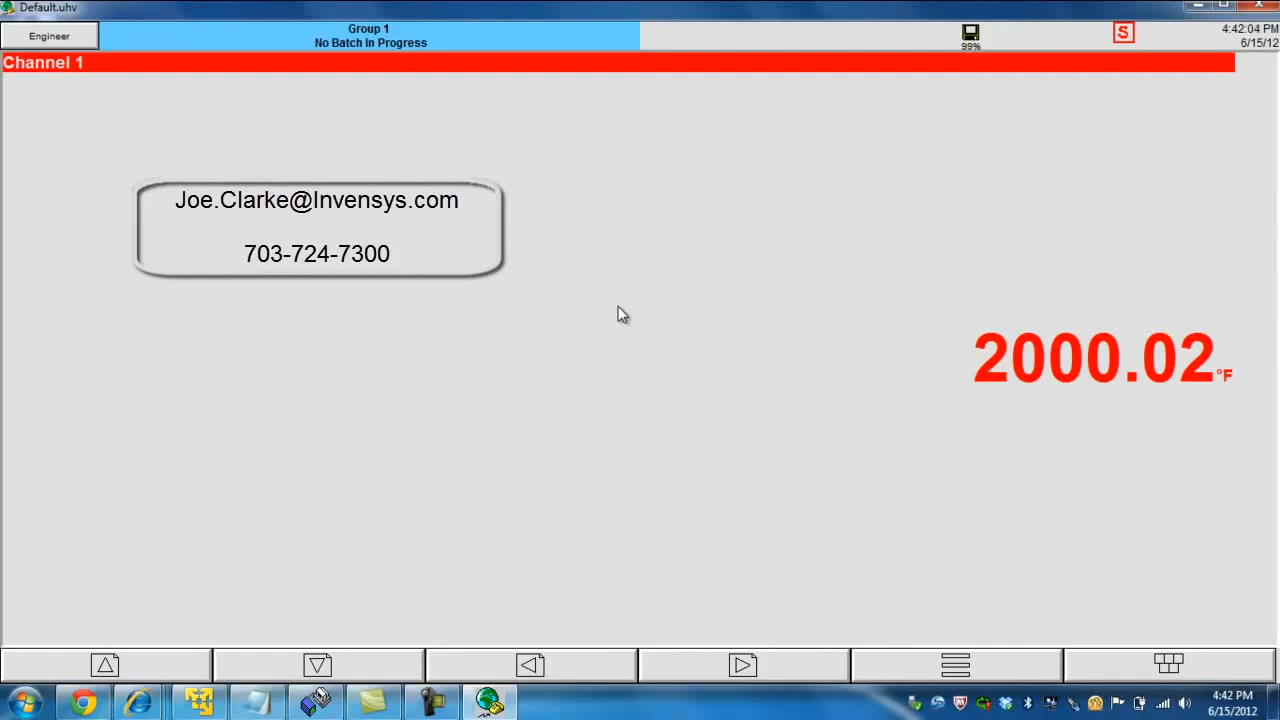 Default.uhv
Engineer
Group 1
No Batch In Progress
99%
S
4:42:04 PM
6/15/12
Channel 1
Joe.Clarke@Invensys.com
703-724-7300
2000.02 °F
4:42 PM
6/15/2012